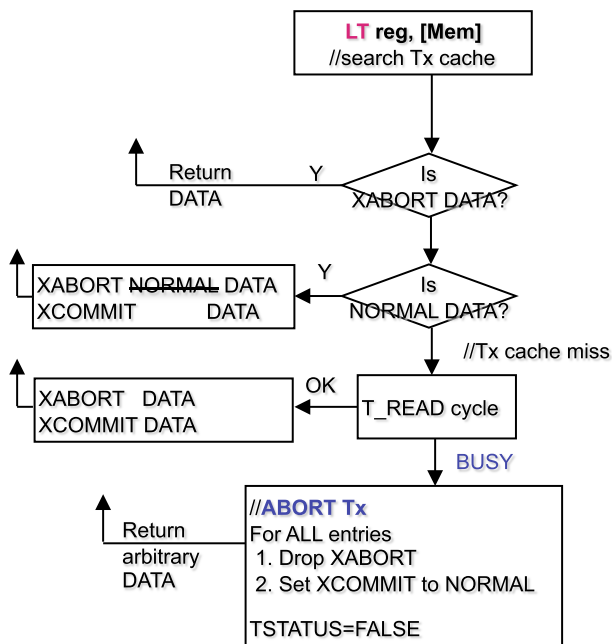 LT reg, [Mem]
//search Tx cache
Is
XABORT DATA?
Y
Return
DATA
Is
NORMAL DATA?
Y
XABORT NORMAL DATA
XCOMMIT DATA
//Tx cache miss
T_READ cycle
OK
XABORT DATA
XCOMMIT DATA
BUSY
//ABORT Tx
For ALL entries
1. Drop XABORT
2. Set XCOMMIT to NORMAL
TSTATUS=FALSE
Return
arbitrary
DATA